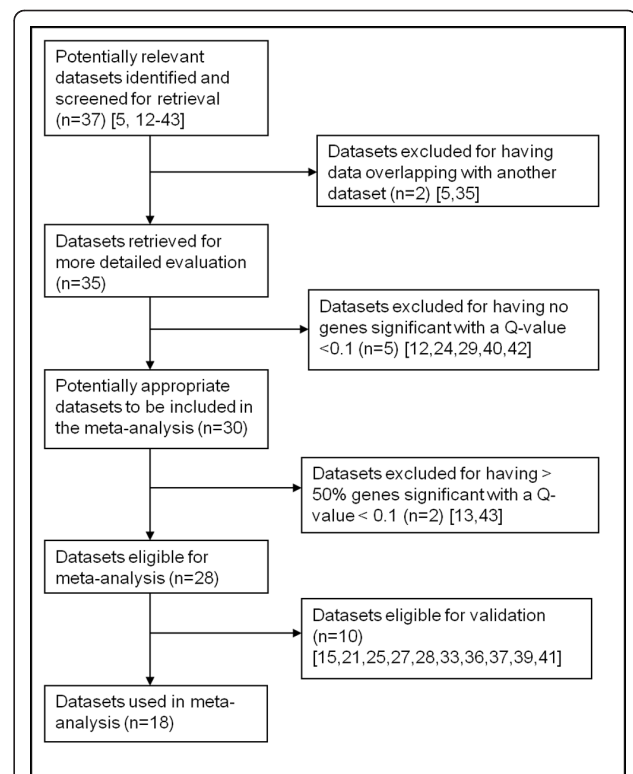 Potentially relevant
datasets identified and
screened for retrieval
(n=37) [5, 12-43]
Datasets excluded for having
data overlapping with another
dataset (n=2) [5,35]
Datasets retrieved for
more detailed evaluation
(n=35)
Datasets excluded for having no
genes significant with a Q-value
<0.1 (n=5) [12,24,29,40,42]
Potentially appropriate
datasets to be included in
the meta-analysis (n=30)
Datasets excluded for having >
50% genes significant with a Q-
value < 0.1 (n=2) [13,43]
Datasets eligible for
meta-analysis (n=28)
Datasets eligible for validation
(n=10)
[15,21,25,27,28,33,36,37,39,41]
Datasets used in meta-
analysis (n=18)